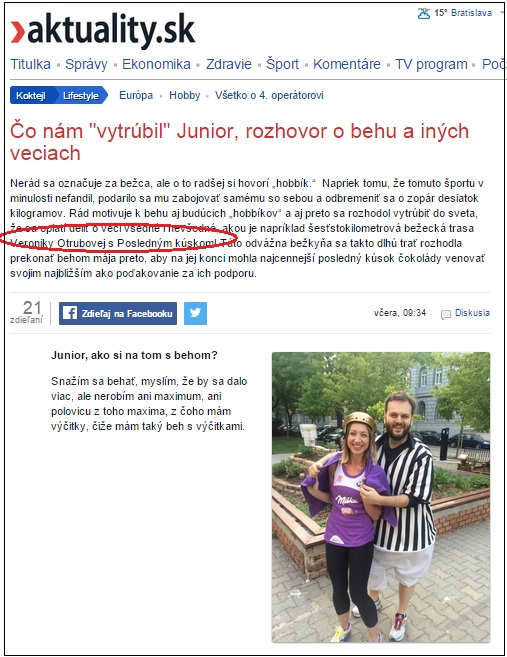 15° Bratislava
aktuality.sk
Titulka Správy Ekonomika Zdravie Šport Komentáre TV program Poč
Koktejl Lifestyle Európa Hobby Všetko o 4. operátorovi
Čo nám "vytrúbil" Junior, rozhovor o behu a iných
veciach
Nerád sa označuje za bežca, ale o to radšej si hovorí „hobbík.“ Napriek tomu, že tomuto športu v
minulosti nefandil, podarilo sa mu zabojovať samému so sebou a odbremeniť sa o zopár desiatok
kilogramov. Rád motivuje k behu aj budúcich „hobbíkov“ a aj preto sa rozhodol vytrúbiť do sveta,
že sa oplatí deliť o veci všedné i nevšedné, akou je napríklad šesťstokilometrová bežecká trasa
Veroniky Otrubovej s Posledným kúskom! Táto odvážna bežkyňa sa takto dlhú trať rozhodla
prekonať behom mája preto, aby na jej konci mohla najcennejší posledný kúsok čokolády venovať
svojim najbližším ako poďakovanie za ich podporu.
21
zdieľaní
Zdieľaj na Facebooku
včera, 09:34 Diskusia
Junior, ako si na tom s behom?
Snažím sa behať, myslím, že by sa dalo
viac, ale nerobím ani maximum, ani
polovicu z toho maxima, z čoho mám
výčitky, čiže mám taký beh s výčitkami.
Milka